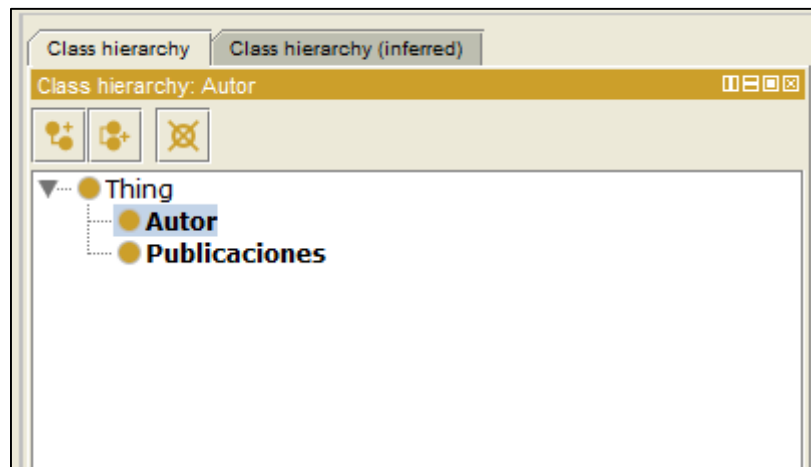 Class hierarchy Class hierarchy (inferred)
Class hierarchy: Autor
Thing
Autor
Publicaciones